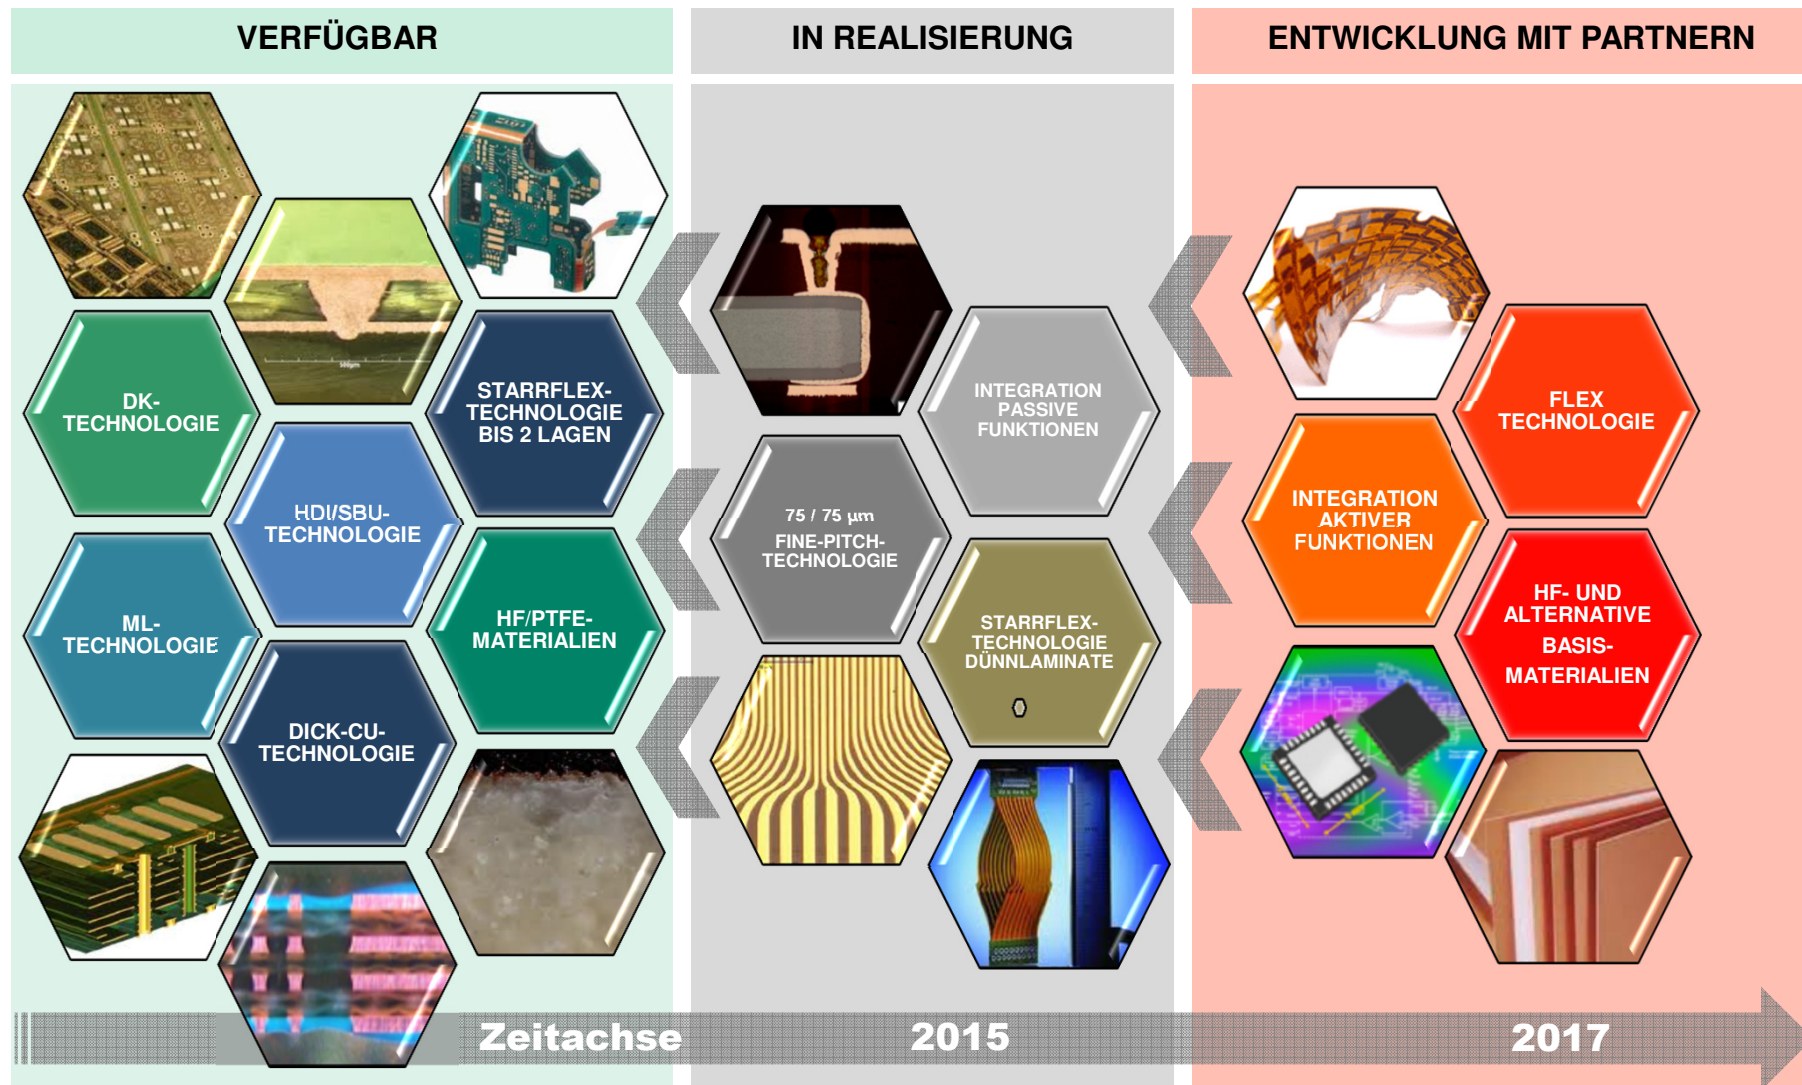 VERFÜGBAR
IN REALISIERUNG
ENTWICKLUNG MIT PARTNERN
DK-
TECHNOLOGIE
STARRFLEX-
TECHNOLOGIE
BIS 2 LAGEN
HDI/SBU-
TECHNOLOGIE
ML-
TECHNOLOGIE
HF/PTFE-
MATERIALIEN
DICK-CU-
TECHNOLOGIE
INTEGRATION
PASSIVE
FUNKTIONEN
75 / 75 µm
FINE-PITCH-
TECHNOLOGIE
STARRFLEX-
TECHNOLOGIE
DÜNNLAMINATE
FLEX
TECHNOLOGIE
INTEGRATION
AKTIVER
FUNKTIONEN
HF- UND
ALTERNATIVE
BASIS-
MATERIALIEN
Zeitachse
2015
2017